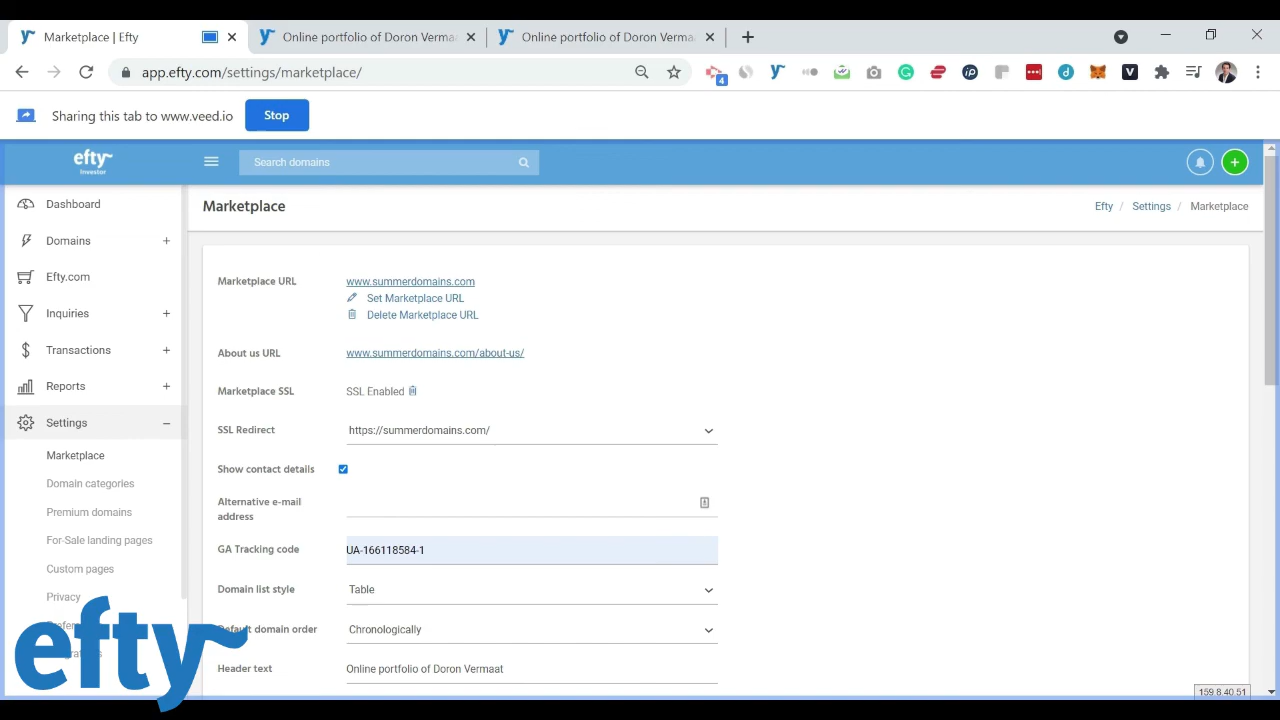 Marketplace | Efty
Online portfolio of Doron Verma
Online portfolio of Doron Vermaa
app.efty.com/settings/marketplace/
4
Sharing this tab to www.veed.io
Stop
efty~
Investor
Search domains
Dashboard
Domains
Efty.com
Inquiries
Transactions
Reports
Settings
Marketplace
Domain categories
Premium domains
For-Sale landing pages
Custom pages
Privacy
Marketplace
Efty / Settings / Marketplace
Marketplace URL
www.summerdomains.com
Set Marketplace URL
Delete Marketplace URL
About us URL
www.summerdomains.com/about-us/
Marketplace SSL
SSL Enabled
SSL Redirect
https://summerdomains.com/
Show contact details
Alternative e-mail
address
GA Tracking code
UA-166118584-1
Domain list style
Table
Default domain order
Chronologically
Header text
Online portfolio of Doron Vermaat
efty~
159.8.40.51